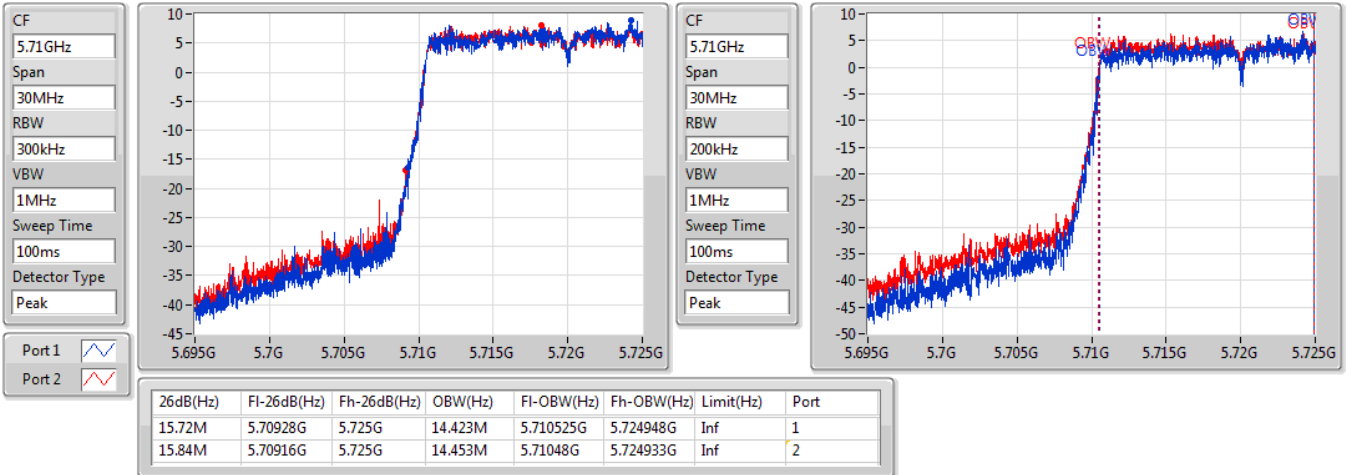 CF
5.71GHz
Span
30MHz
RBW
300kHz
VBW
1MHz
Sweep Time
100ms
Detector Type
Peak
Port 1
Port 2
10
5
0
-5
-10
-15
-20
-25
-30
-35
-40
-45
5.695G 5.7G 5.705G 5.71G 5.715G 5.72G 5.725G
CF
5.71GHz
Span
30MHz
RBW
200kHz
VBW
1MHz
Sweep Time
100ms
Detector Type
Peak
10
5
0
-5
-10
-15
-20
-25
-30
-35
-40
-45
-50
OBW
OBW
OBW
OBW
5.695G 5.7G 5.705G 5.71G 5.715G 5.72G 5.725G
26dB(Hz) Fl-26dB(Hz) Fh-26dB(Hz) OBW(Hz) Fl-OBW(Hz) Fh-OBW(Hz) Limit(Hz) Port
15.72M 5.70928G 5.725G 14.423M 5.710525G 5.724948G Inf 1
15.84M 5.70916G 5.725G 14.453M 5.71048G 5.724933G Inf 2